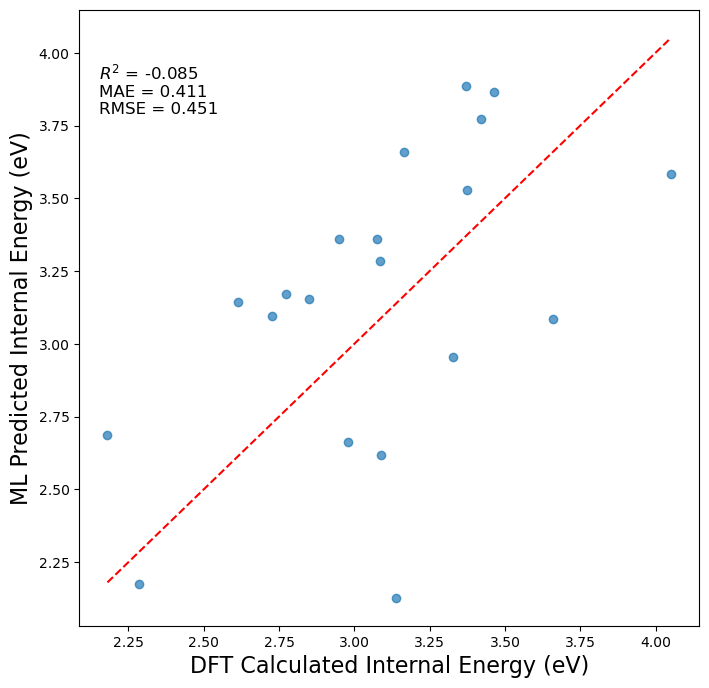 R² = -0.085
MAE = 0.411
RMSE = 0.451
4.00
3.75
3.50
3.25
3.00
2.75
2.50
2.25
ML Predicted Internal Energy (eV)
2.25 2.50 2.75 3.00 3.25 3.50 3.75 4.00
DFT Calculated Internal Energy (eV)